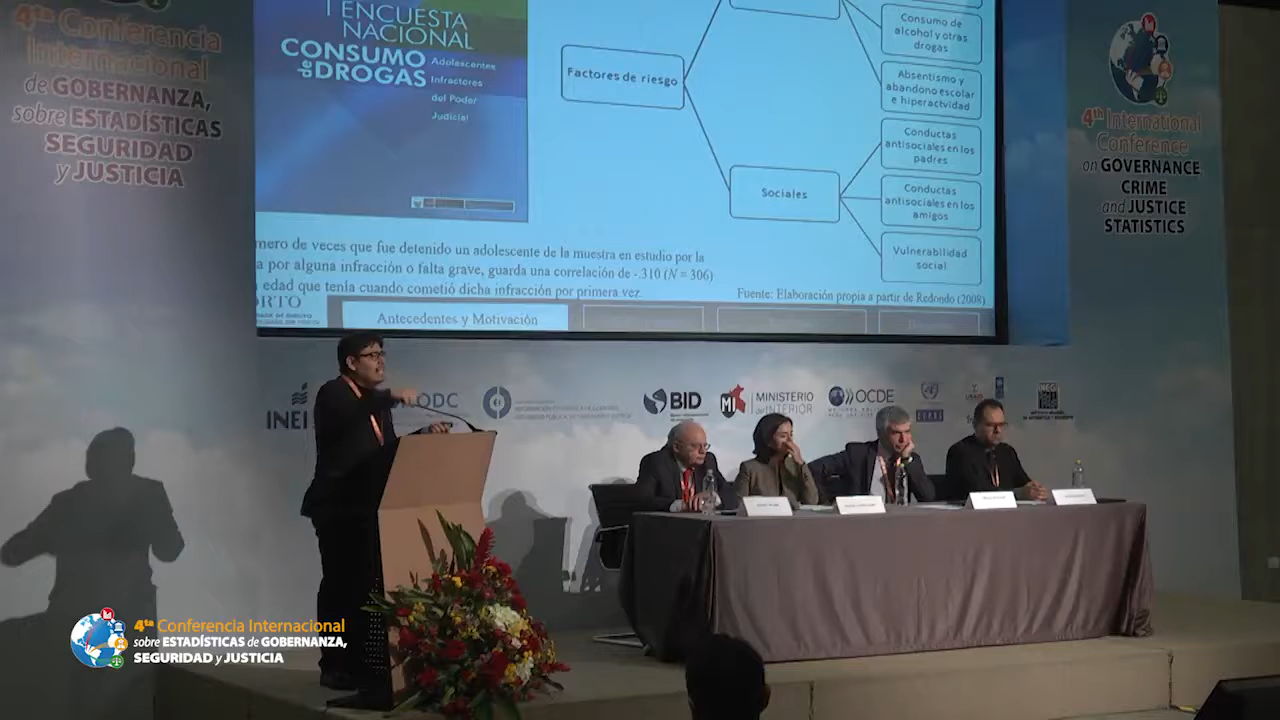 4ta Conferencia
Internacional
de GOBERNANZA,
sobre ESTADÍSTICAS
SEGURIDAD
y JUSTICIA
I ENCUESTA
NACIONAL
CONSUMO
de DROGAS
Adolescentes
Infractores
del Poder
Judicial
Factores de riesgo
Sociales
Consumo de
alcohol y otras
drogas
Absentismo y
abandono escolar
e hiperactvidad
Conductas
antisociales en los
padres
Conductas
antisociales en los
amigos
Vulnerabilidad
social
mero de veces que fue detenido un adolescente de la muestra en estudio por la
a por alguna infracción o falta grave, guarda una correlación de -.310 (N = 306)
edad que tenía cuando cometió dicha infracción por primera vez.
Fuente: Elaboración propia a partir de Redondo (2008)
ORTO
Antecedentes y Motivación
4th International
Conference
on GOVERNANCE
CRIME
and JUSTICE
STATISTICS
INEI
ODC
BID
MINISTERIO
del INTERIOR
OCDE
INEG
4ta Conferencia Internacional
sobre ESTADÍSTICAS de GOBERNANZA,
SEGURIDAD y JUSTICIA